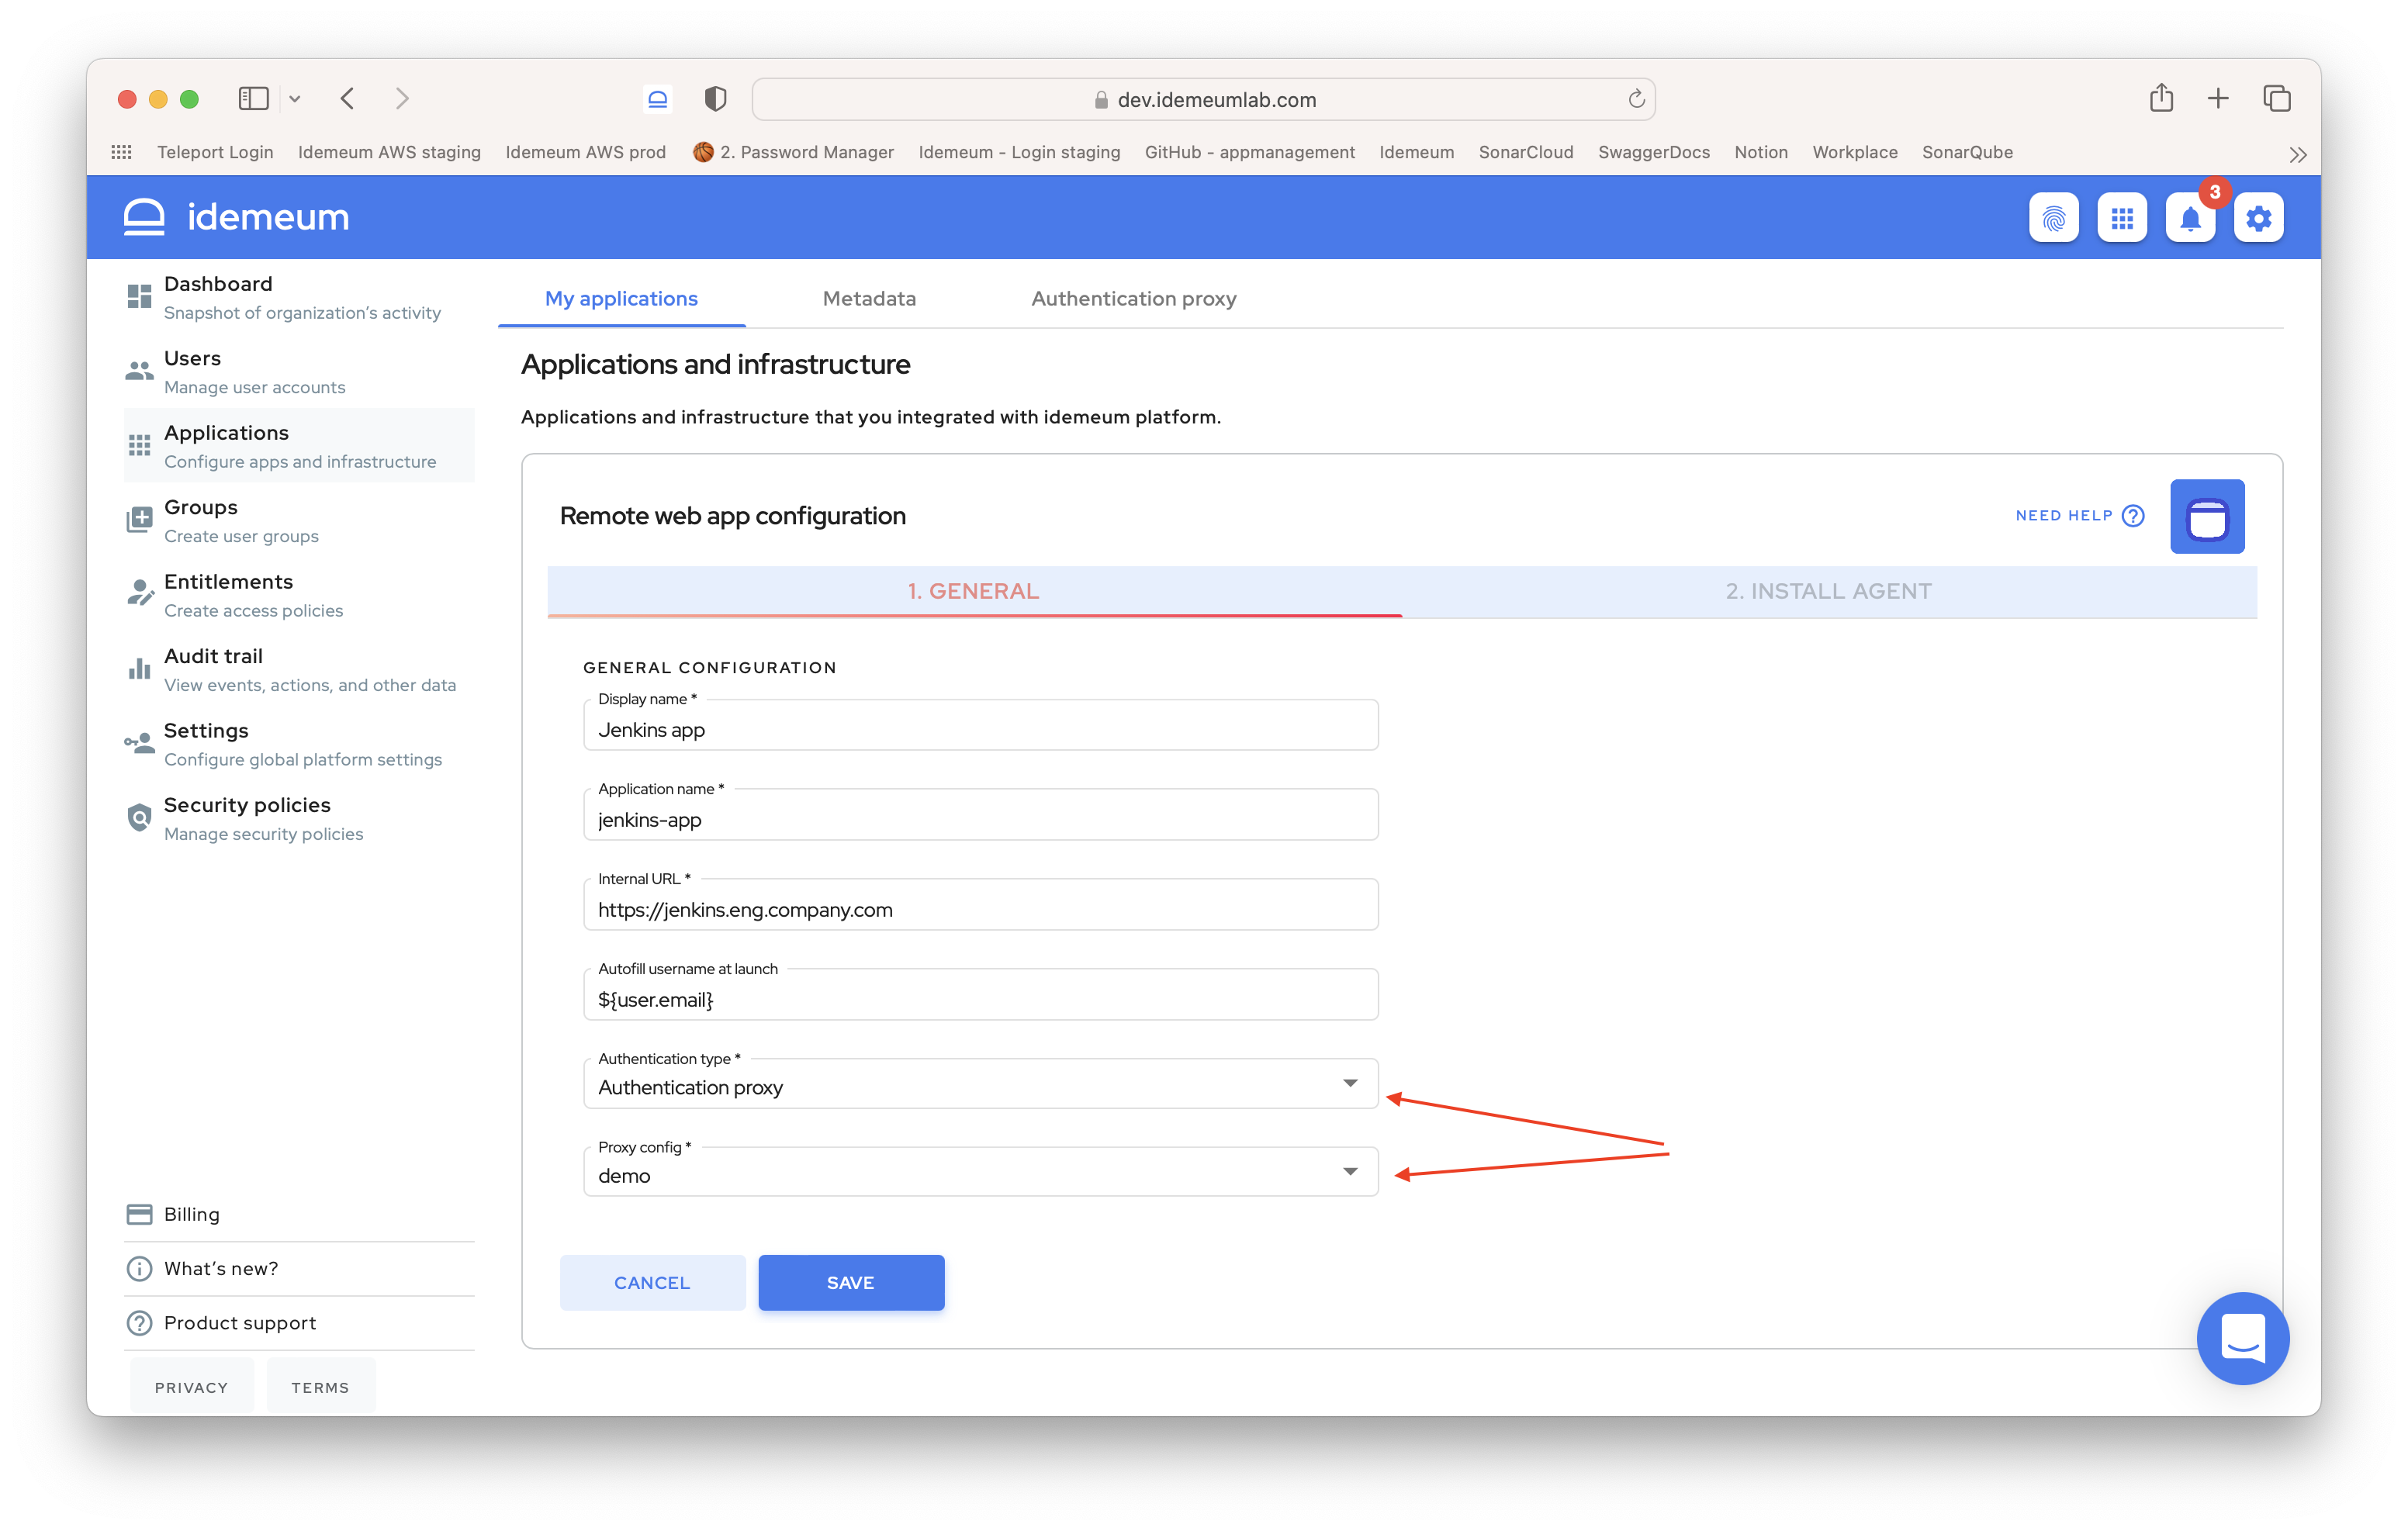 dev.idemeumlab.com
Teleport Login Idemeum AWS staging Idemeum AWS prod 2. Password Manager Idemeum - Login staging GitHub - appmanagement Idemeum SonarCloud SwaggerDocs Notion Workplace SonarQube
idemeum
3
Dashboard
Snapshot of organization’s activity
Users
Manage user accounts
Applications
Configure apps and infrastructure
Groups
Create user groups
Entitlements
Create access policies
Audit trail
View events, actions, and other data
Settings
Configure global platform settings
Security policies
Manage security policies
Billing
What’s new?
Product support
PRIVACY TERMS
My applications Metadata Authentication proxy
Applications and infrastructure
Applications and infrastructure that you integrated with idemeum platform.
Remote web app configuration
NEED HELP ?
1. GENERAL 2. INSTALL AGENT
GENERAL CONFIGURATION
Display name *
Jenkins app
Application name *
jenkins-app
Internal URL *
https://jenkins.eng.company.com
Autofill username at launch
${user.email}
Authentication type *
Authentication proxy
Proxy config *
demo
CANCEL SAVE